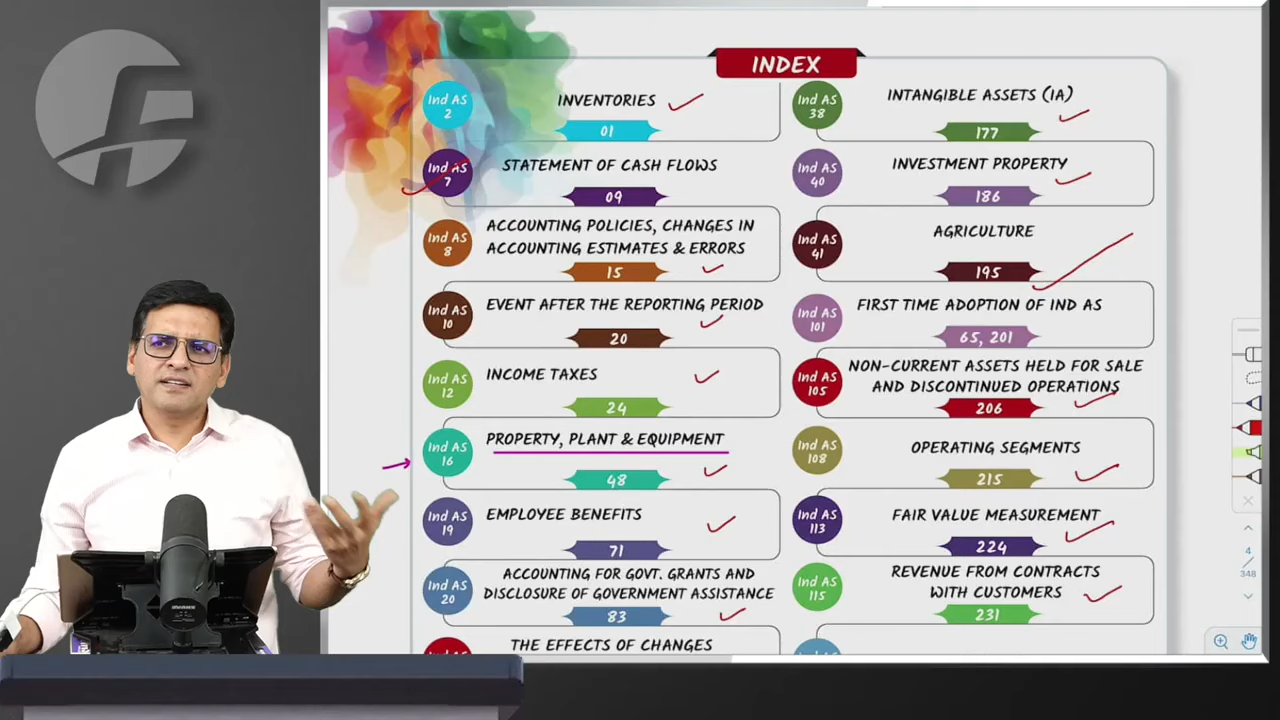 INDEX
Ind AS
2
INVENTORIES
01
Ind AS
7
STATEMENT OF CASH FLOWS
09
Ind AS
8
ACCOUNTING POLICIES, CHANGES IN
ACCOUNTING ESTIMATES & ERRORS
15
Ind AS
10
EVENT AFTER THE REPORTING PERIOD
20
Ind AS
12
INCOME TAXES
24
Ind AS
16
PROPERTY, PLANT & EQUIPMENT
48
Ind AS
19
EMPLOYEE BENEFITS
71
Ind AS
20
ACCOUNTING FOR GOVT. GRANTS AND
DISCLOSURE OF GOVERNMENT ASSISTANCE
83
THE EFFECTS OF CHANGES
Ind AS
38
INTANGIBLE ASSETS (IA)
177
Ind AS
40
INVESTMENT PROPERTY
186
Ind AS
41
AGRICULTURE
195
Ind AS
101
FIRST TIME ADOPTION OF IND AS
65, 201
Ind AS
105
NON-CURRENT ASSETS HELD FOR SALE
AND DISCONTINUED OPERATIONS
206
Ind AS
108
OPERATING SEGMENTS
215
Ind AS
113
FAIR VALUE MEASUREMENT
224
Ind AS
115
REVENUE FROM CONTRACTS
WITH CUSTOMERS
231
4
348